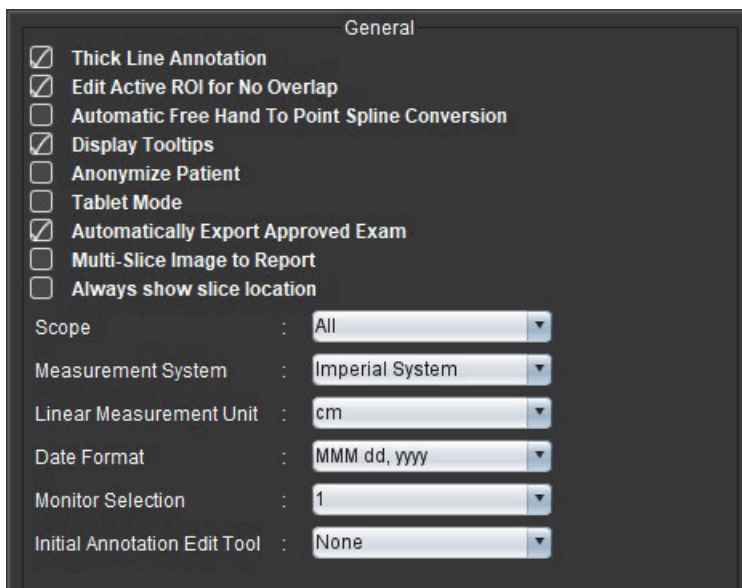 General
Thick Line Annotation
Edit Active ROI for No Overlap
Automatic Free Hand To Point Spline Conversion
Display Tooltips
Anonymize Patient
Tablet Mode
Automatically Export Approved Exam
Multi-Slice Image to Report
Always show slice location
Scope : All
Measurement System : Imperial System
Linear Measurement Unit : cm
Date Format : MMM dd, yyyy
Monitor Selection : 1
Initial Annotation Edit Tool : None